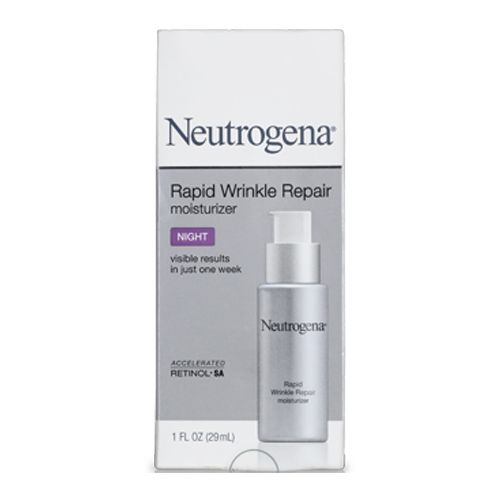 Neutrogena®
Rapid Wrinkle Repair
moisturizer
NIGHT
visible results
in just one week
ACCELERATED
RETINOL•SA
1 FL OZ (29mL)
Neutrogena®
Rapid
Wrinkle Repair
moisturizer